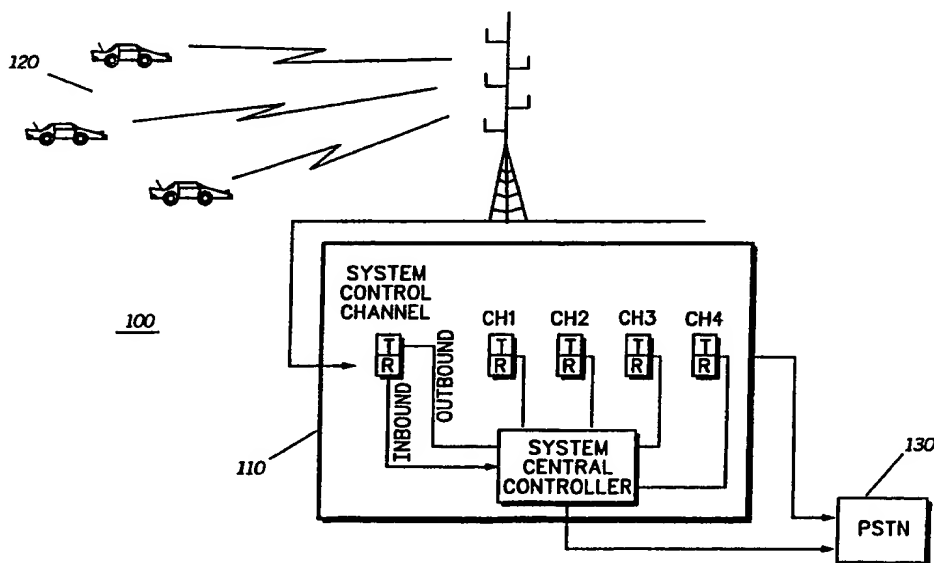 120
100
SYSTEM
CONTROL
CHANNEL
CH1
CH2
CH3
CH4
T
R
T
R
T
R
T
R
T
R
INBOUND
OUTBOUND
110
SYSTEM
CENTRAL
CONTROLLER
130
PSTN